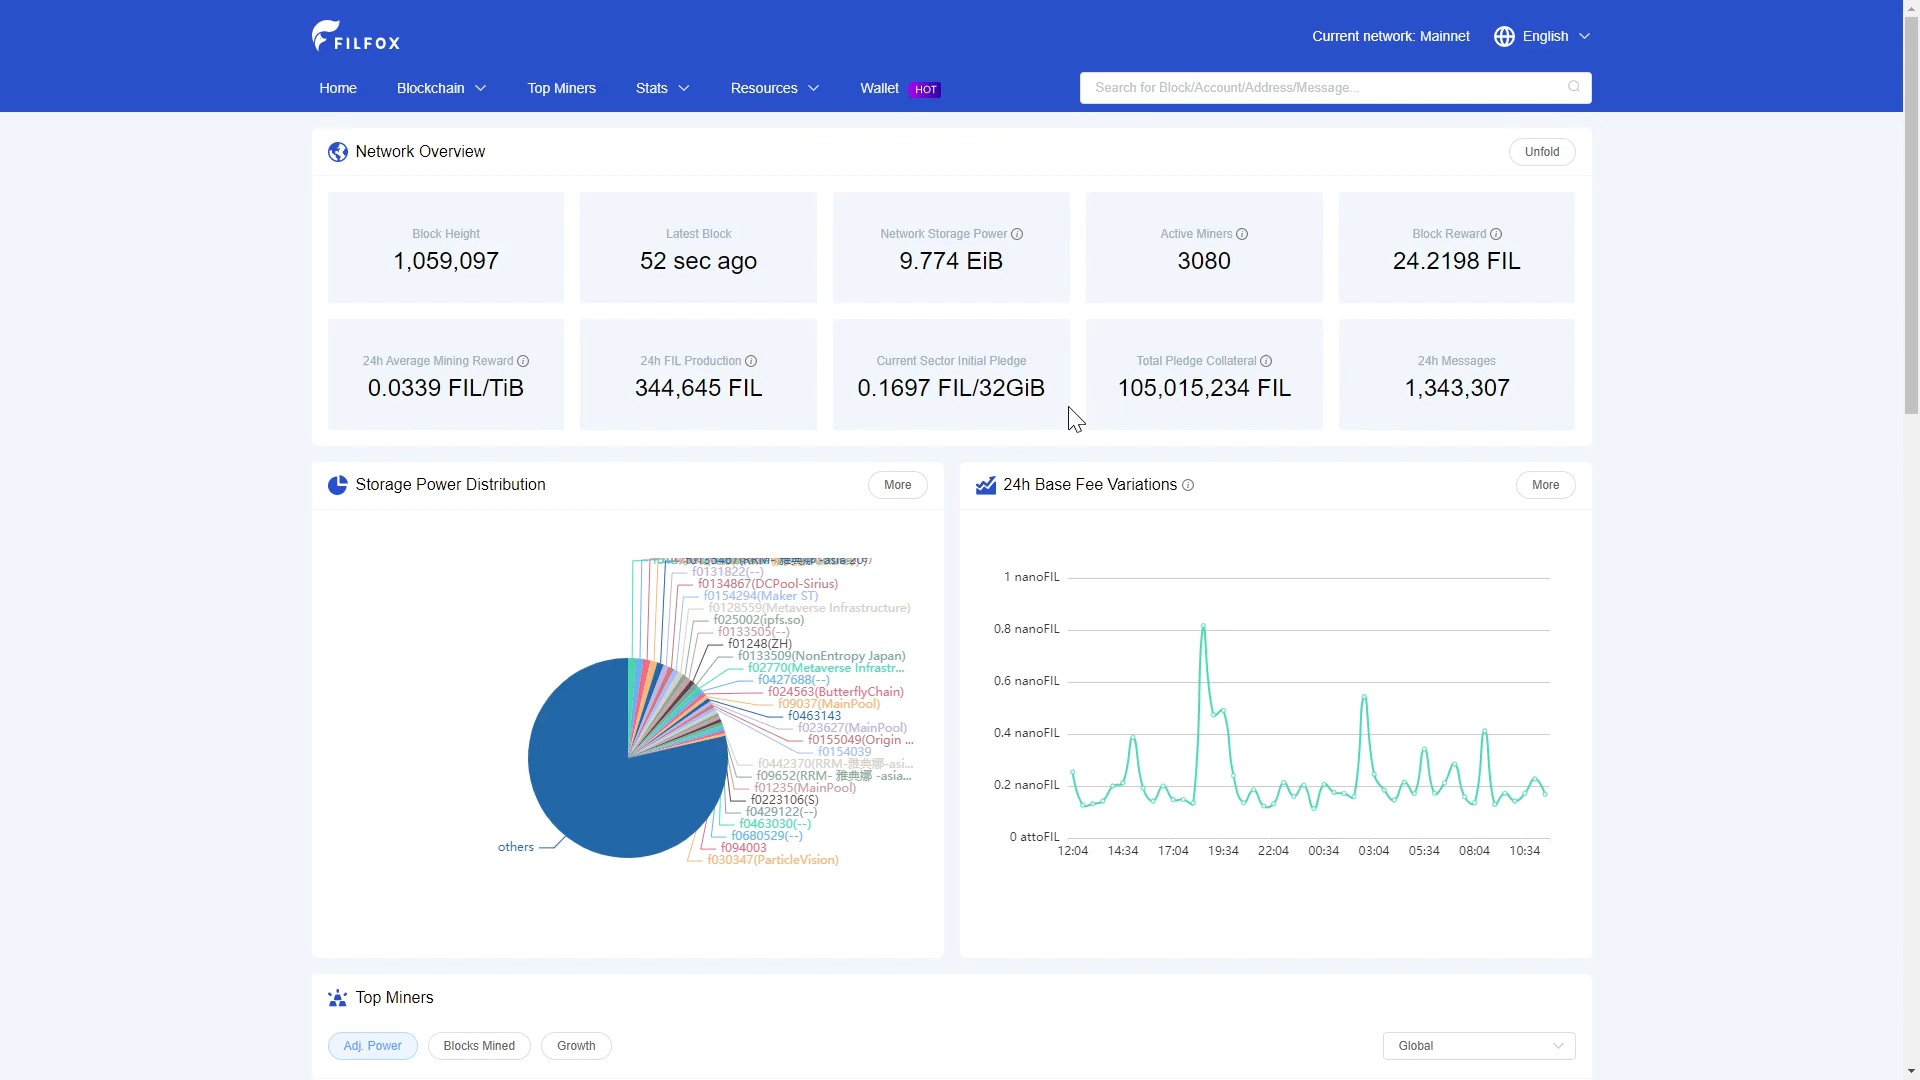 FILFOX
Current network: Mainnet
English
Home
Blockchain
Top Miners
Stats
Resources
Wallet
HOT
Search for Block/Account/Address/Message...
Network Overview
Unfold
Block Height
1,059,097
Latest Block
52 sec ago
Network Storage Power
9.774 EiB
Active Miners
3080
Block Reward
24.2198 FIL
24h Average Mining Reward
0.0339 FIL/TiB
24h FIL Production
344,645 FIL
Current Sector Initial Pledge
0.1697 FIL/32GiB
Total Pledge Collateral
105,015,234 FIL
24h Messages
1,343,307
Storage Power Distribution
More
f0131822(--)
f0134867(DCPool-Sirius)
f0154294(Maker ST)
f0128559(Metaverse Infrastructure)
f025002(ipfs.so)
f0133505(--)
f01248(ZH)
f0133509(NonEntropy Japan)
f02770(Metaverse Infrastr...
f0427688(--)
f024563(ButterflyChain)
f09037(MainPool)
f0463143
f023627(MainPool)
f0155049(Origin ...
f0154039
f0442370(RRM-雅典娜-asi...
f09652(RRM- 雅典娜 -asia...
f01235(MainPool)
f0223106(S)
f0429122(--)
f0463030(--)
f0680529(--)
f094003
f030347(ParticleVision)
others
24h Base Fee Variations
More
1 nanoFIL
0.8 nanoFIL
0.6 nanoFIL
0.4 nanoFIL
0.2 nanoFIL
0 attoFIL
12:04 14:34 17:04 19:34 22:04 00:34 03:04 05:34 08:04 10:34
Top Miners
Adj. Power
Blocks Mined
Growth
Global